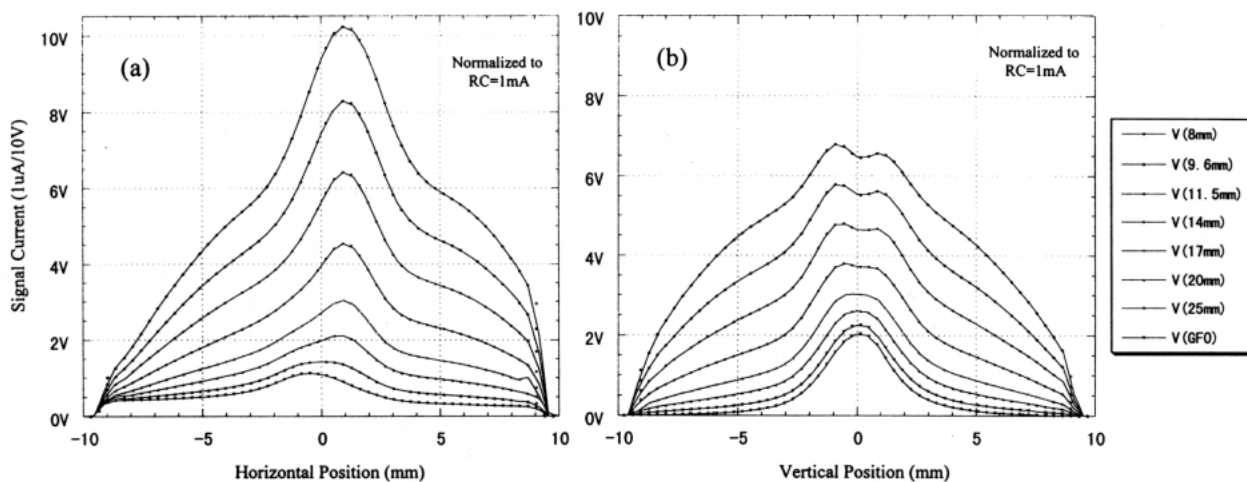 (a)
Normalized to
RC=1mA
10V
8V
6V
4V
2V
0V
Signal Current (1uA/10V)
-10
-5
0
5
10
Horizontal Position (mm)
(b)
Normalized to
RC=1mA
10V
8V
6V
4V
2V
0V
-10
-5
0
5
10
Vertical Position (mm)
V(8mm)
V(9.6mm)
V(11.5mm)
V(14mm)
V(17mm)
V(20mm)
V(25mm)
V(GFO)